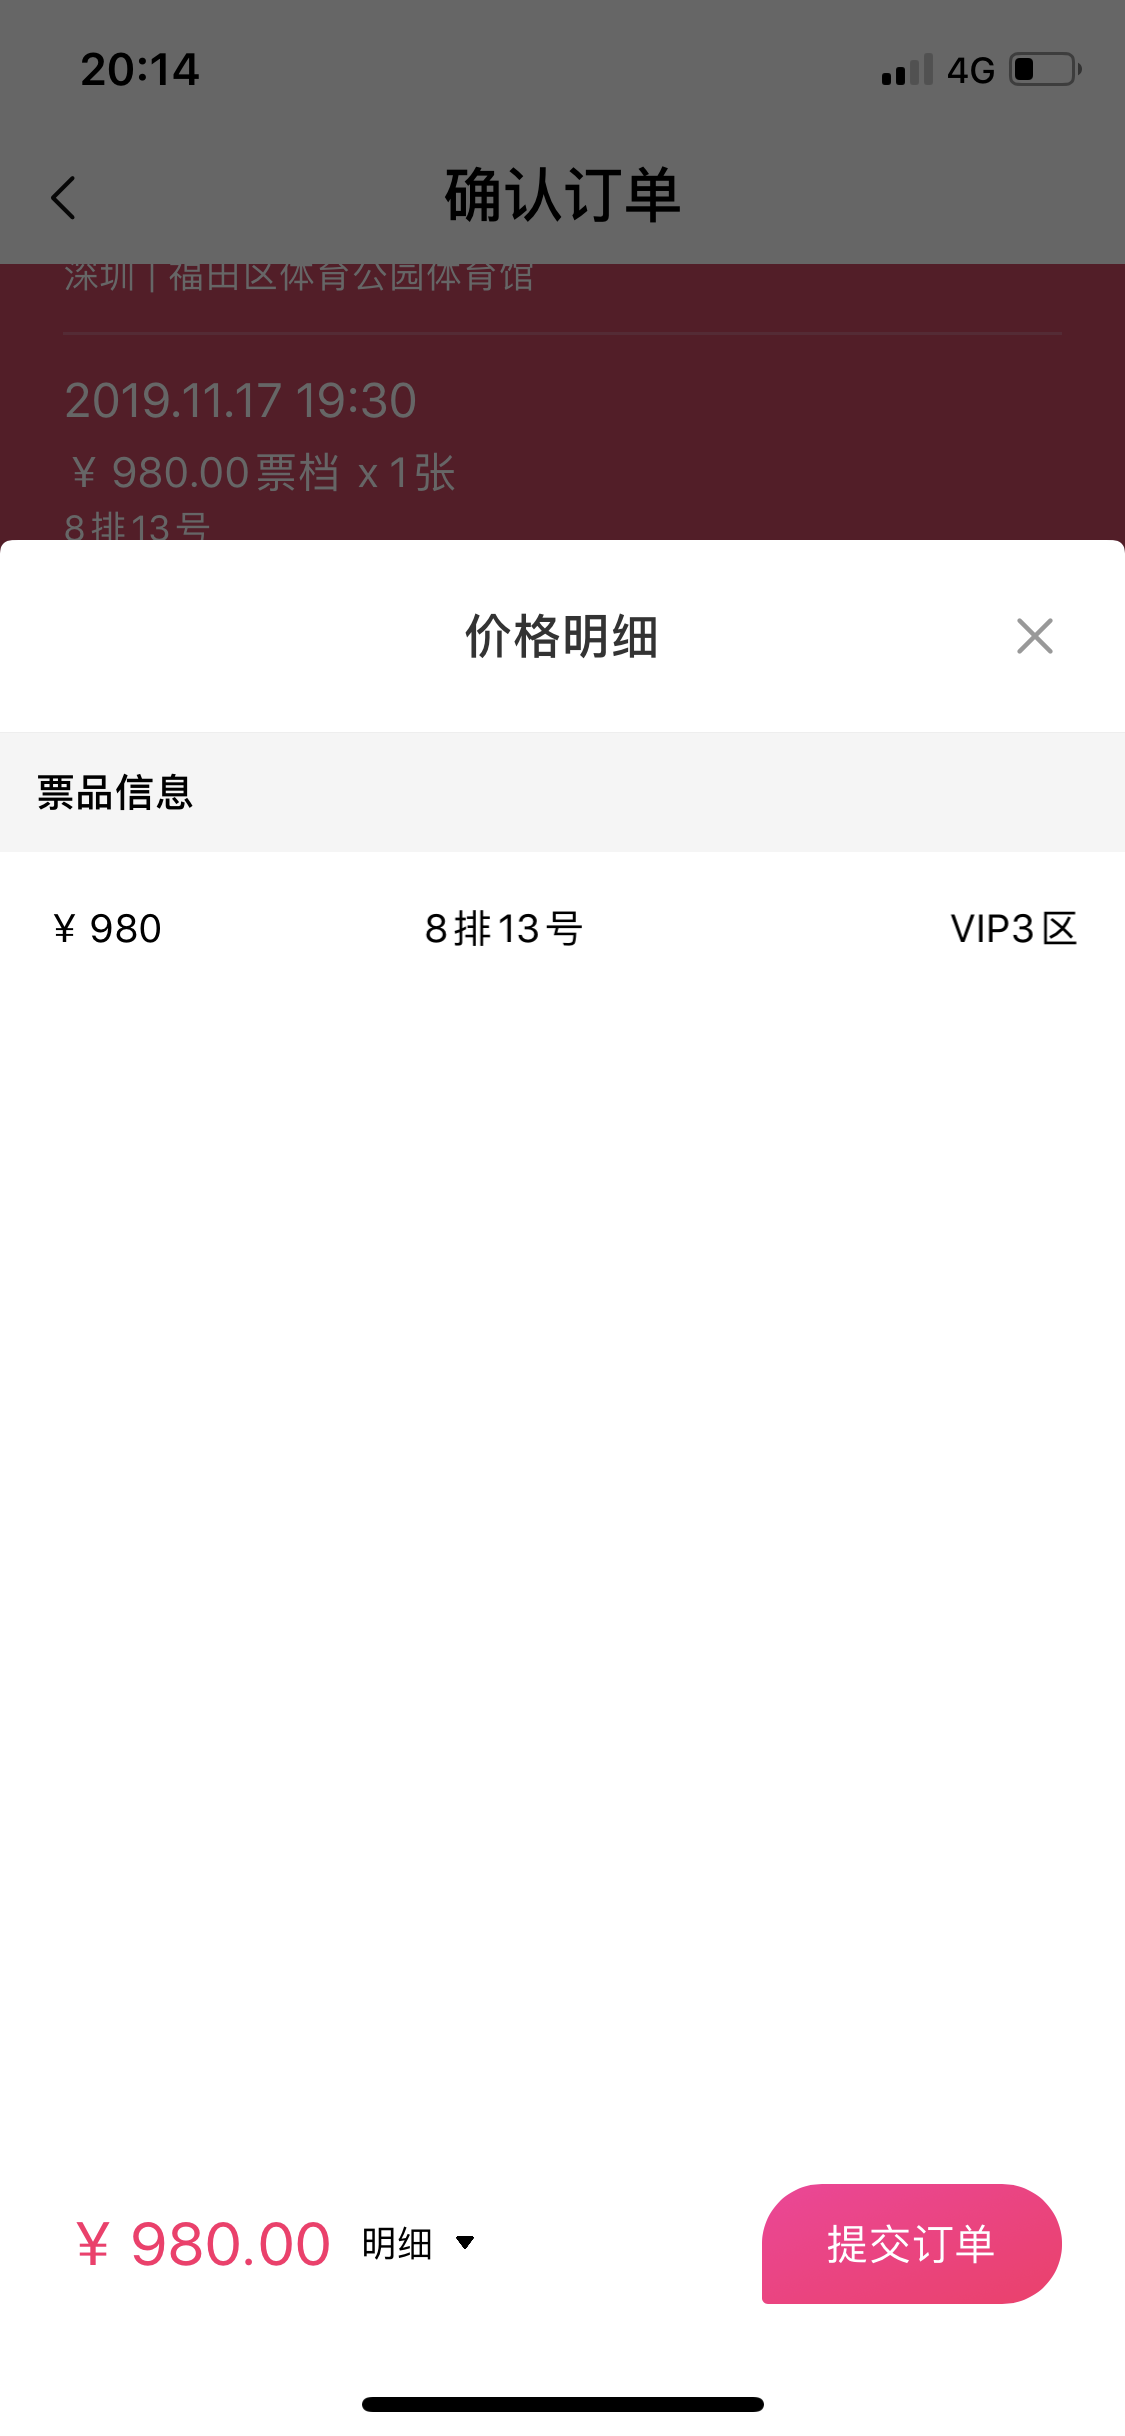 20:14
4G
确认订单
深圳 | 福田区体育公园体育馆
2019.11.17 19:30
¥ 980.00票档 x 1张
8排13号
价格明细
票品信息
¥ 980 8排13号 VIP3区
¥ 980.00 明细 提交订单